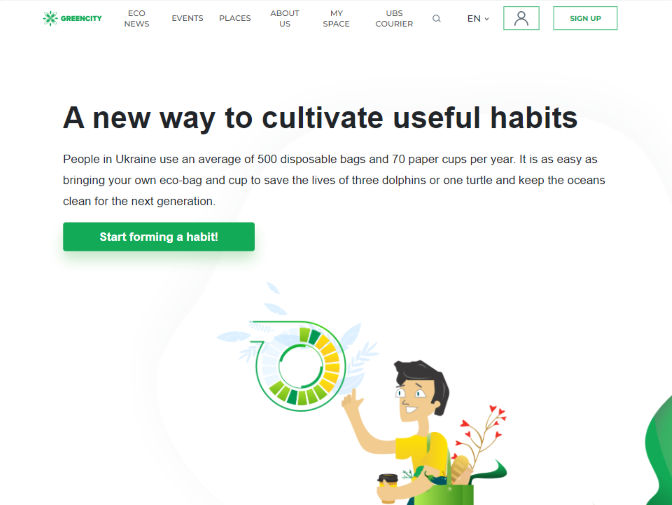 GREENCITY
ECO
NEWS
EVENTS
PLACES
ABOUT
US
MY
SPACE
UBS
COURIER
EN
SIGN UP
A new way to cultivate useful habits
People in Ukraine use an average of 500 disposable bags and 70 paper cups per year. It is as easy as
bringing your own eco-bag and cup to save the lives of three dolphins or one turtle and keep the oceans
clean for the next generation.
Start forming a habit!